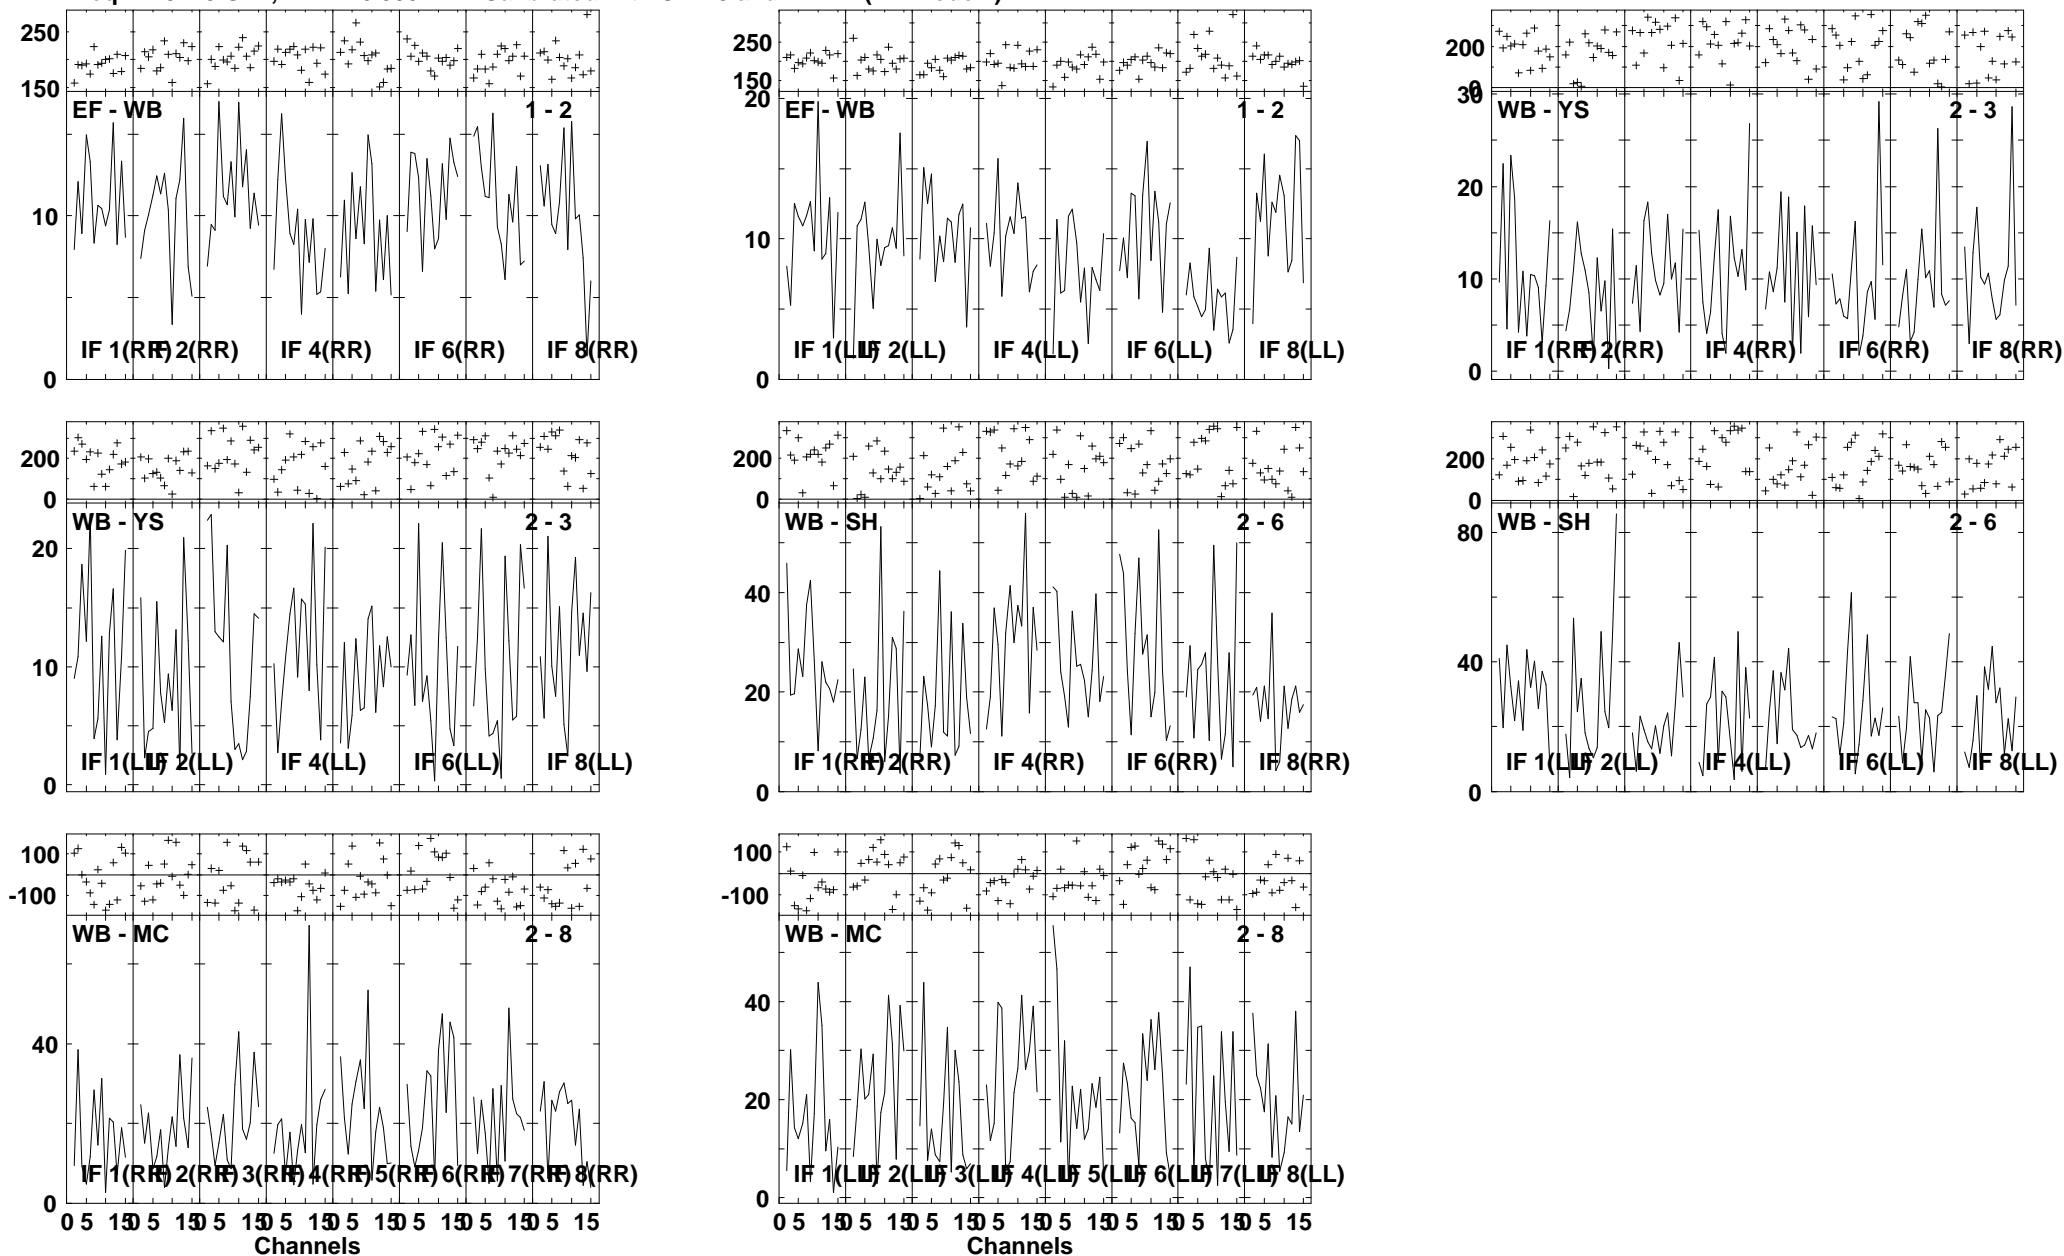 250
150
EF - WB 1 - 2
10
0
IF 1(RR) IF 2(RR) IF 4(RR) IF 6(RR) IF 8(RR)
250
150
20
EF - WB 1 - 2
10
0
IF 1(LL) IF 2(LL) IF 4(LL) IF 6(LL) IF 8(LL)
200
0
30
WB - YS 2 - 3
20
10
0
IF 1(RR) IF 2(RR) IF 4(RR) IF 6(RR) IF 8(RR)
200
0
WB - YS 2 - 3
20
10
0
IF 1(LL) IF 2(LL) IF 4(LL) IF 6(LL) IF 8(LL)
200
0
WB - SH 2 - 6
40
20
0
IF 1(RR) IF 2(RR) IF 4(RR) IF 6(RR) IF 8(RR)
200
0
WB - SH 2 - 6
80
40
0
IF 1(LL) IF 2(LL) IF 4(LL) IF 6(LL) IF 8(LL)
100
-100
WB - MC 2 - 8
40
0
IF 1(RR) IF 2(RR) IF 3(RR) IF 4(RR) IF 5(RR) IF 6(RR) IF 7(RR) IF 8(RR)
0 5 15 0 5 15 0 5 15 0 5 15 0 5 15 0 5 15 0 5 15 0 5 15
Channels
100
-100
WB - MC 2 - 8
40
20
0
IF 1(LL) IF 2(LL) IF 3(LL) IF 4(LL) IF 5(LL) IF 6(LL) IF 7(LL) IF 8(LL)
0 5 15 0 5 15 0 5 15 0 5 15 0 5 15 0 5 15 0 5 15 0 5 15
Channels